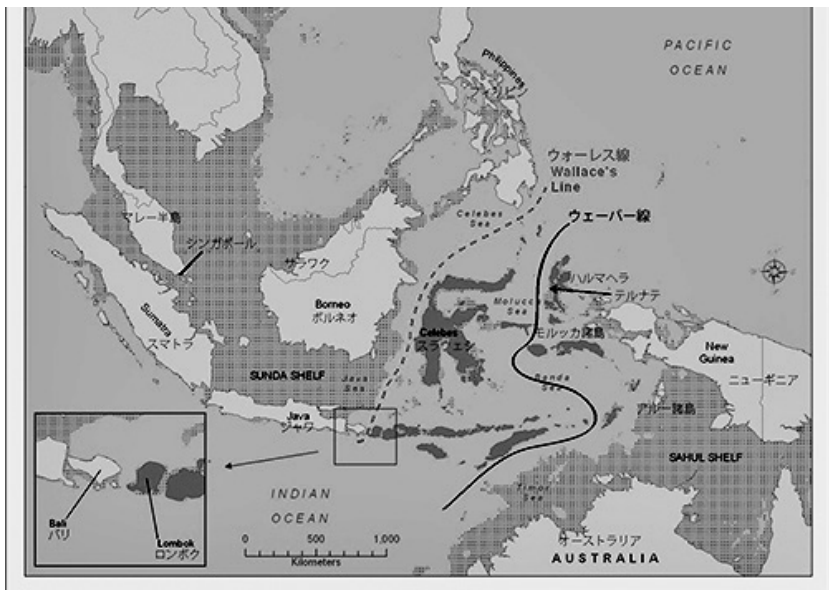 PACIFIC
OCEAN
Philippines
フィリピン
ウォーレス線
Wallace's
Line
ウェーバー線
Celebes
Sea
マレー半島
シンガポール
サラワク
Borneo
ボルネオ
Sumatra
スマトラ
ハルマヘラ
テルナテ
Molucca
Sea
モルッカ諸島
Celebes
スラウェシ
New
Guinea
ニューギニア
SUNDA SHELF
Java
Sea
Banda
Sea
アルー諸島
Java
ジャワ
SAHUL SHELF
Timor
Sea
INDIAN
OCEAN
Bali
バリ
Lombok
ロンボク
0 500 1,000
Kilometers
オーストラリア
AUSTRALIA